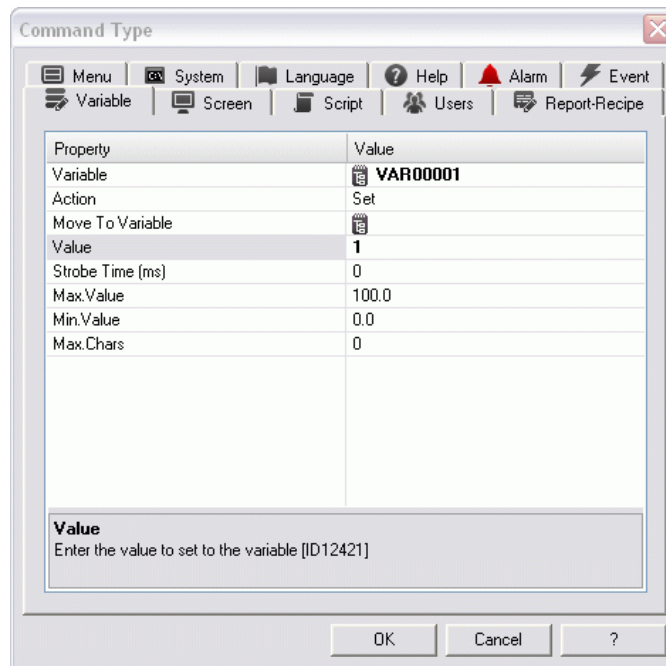 Command Type
Menu System Language Help Alarm Event
Variable Screen Script Users Report-Recipe
Property Value
Variable VAR00001
Action Set
Move To Variable
Value 1
Strobe Time (ms) 0
Max.Value 100.0
Min.Value 0.0
Max.Chars 0
Value
Enter the value to set to the variable [ID12421]
OK Cancel ?